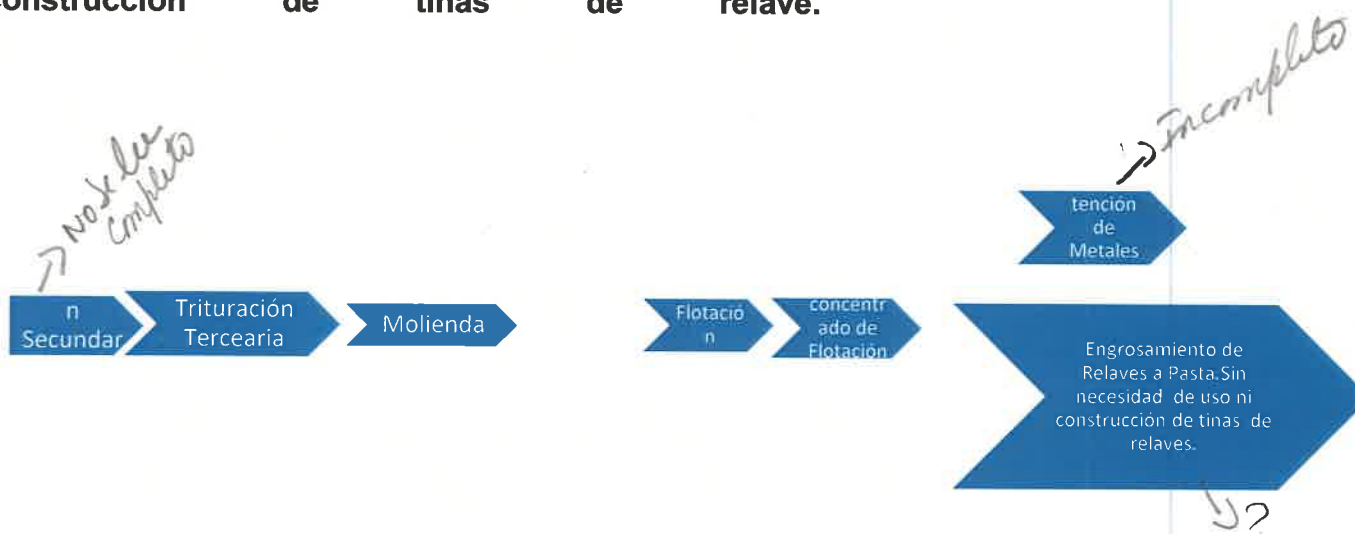 construcción de tinas de relave.
Incompleto
No se lee
completo
tención
de
Metales
n
Secundar
Trituración
Tercearia
Molienda
Flotació
n
concentr
ado de
Flotación
Engrosamiento de
Relaves a Pasta.Sin
necesidad de uso ni
construcción de tinas de
relaves.
?